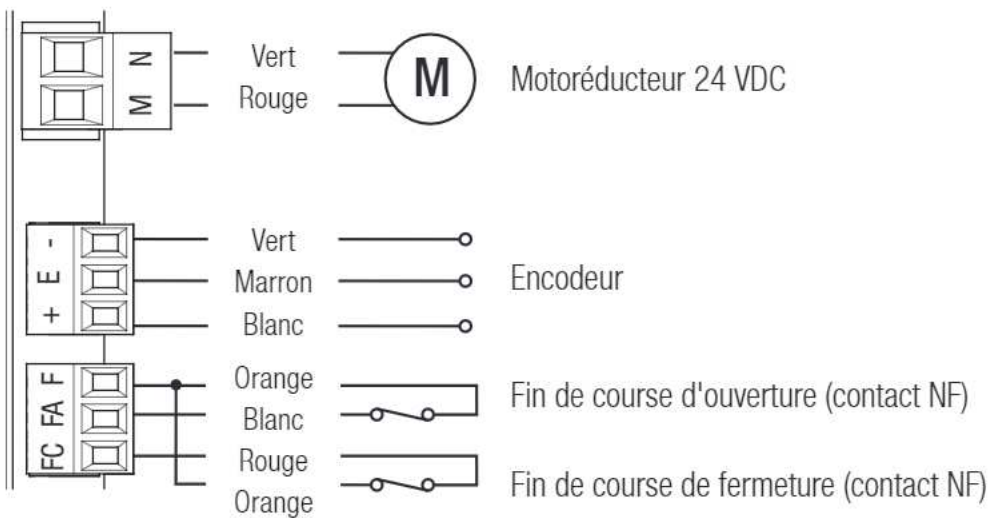 N Vert
M Rouge
M
Motoréducteur 24 VDC
- Vert
E Marron
+ Blanc
Encodeur
F Orange
FA Blanc
Fin de course d'ouverture (contact NF)
FC Rouge
Orange
Fin de course de fermeture (contact NF)